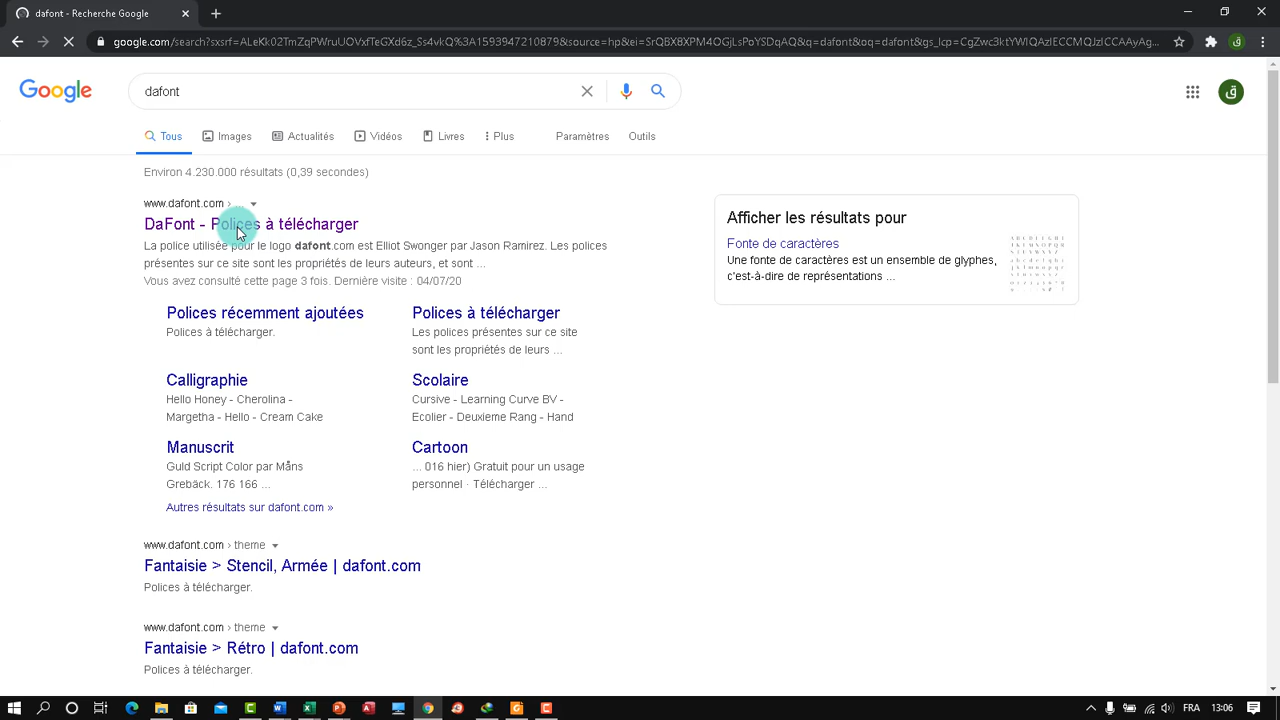 dafont - Recherche Google
google.com/search?sxsrf=ALeKk02TmZqPWruUOVxfTeGXd6z_Ss4vkQ%3A1593947210879&source=hp&ei=SrQBX8XPM4OGjLsPoYSDqAQ&q=dafont&oq=dafont&gs_lcp=CgZwc3ktYWIQAzIECCMQJzICCAAyAg...
ق
Google
dafont
ق
Tous
Images
Actualités
Vidéos
Livres
Plus
Paramètres
Outils
Environ 4.230.000 résultats (0,39 secondes)
www.dafont.com › ...
DaFont - Polices à télécharger
La police utilisée pour le logo dafont.com est Elliot Swonger par Jason Ramirez. Les polices
présentes sur ce site sont les propriétés de leurs auteurs, et sont ...
Vous avez consulté cette page 3 fois. Dernière visite : 04/07/20
Polices récemment ajoutées
Polices à télécharger.
Polices à télécharger
Les polices présentes sur ce site
sont les propriétés de leurs ...
Calligraphie
Hello Honey - Cherolina -
Margetha - Hello - Cream Cake
Scolaire
Cursive - Learning Curve BV -
Ecolier - Deuxieme Rang - Hand
Manuscrit
Guld Script Color par Måns
Grebäck. 176 166 ...
Cartoon
... 016 hier) Gratuit pour un usage
personnel · Télécharger ...
Autres résultats sur dafont.com »
www.dafont.com › theme
Fantaisie > Stencil, Armée | dafont.com
Polices à télécharger.
www.dafont.com › theme
Fantaisie > Rétro | dafont.com
Polices à télécharger.
Afficher les résultats pour
Fonte de caractères
Une fonte de caractères est un ensemble de glyphes,
c'est-à-dire de représentations ...
FRA
13:06